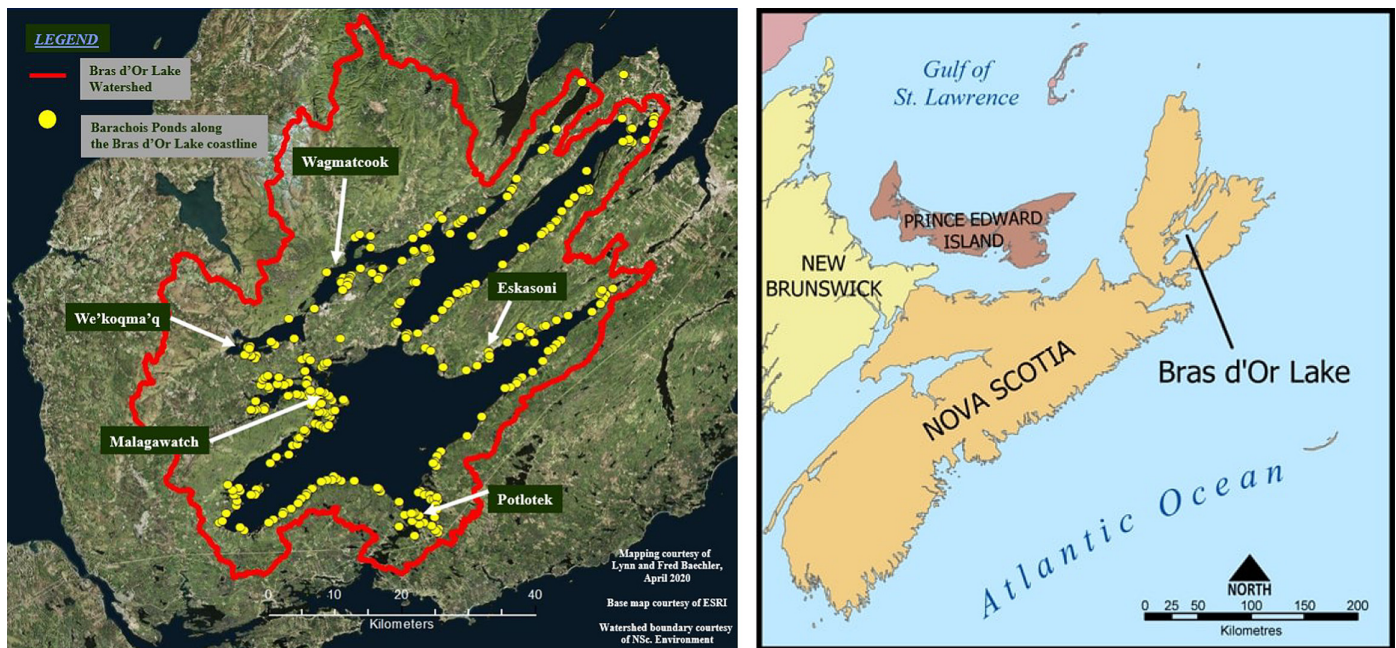 LEGEND
Bras d'Or Lake
Watershed
Barachois Ponds along
the Bras d'Or Lake coastline
Wagmatcook
Eskasoni
We'koqma'q
Malagawatch
Potlotek
Mapping courtesy of
Lynn and Fred Baechler,
April 2020
Base map courtesy of ESRI
Watershed boundary courtesy
of NSc. Environment
0 10 20 40
Kilometers
Gulf of
St. Lawrence
PRINCE EDWARD
ISLAND
NEW
BRUNSWICK
Bras d'Or Lake
NOVA SCOTIA
Atlantic Ocean
NORTH
0 25 50 100 150 200
Kilometres